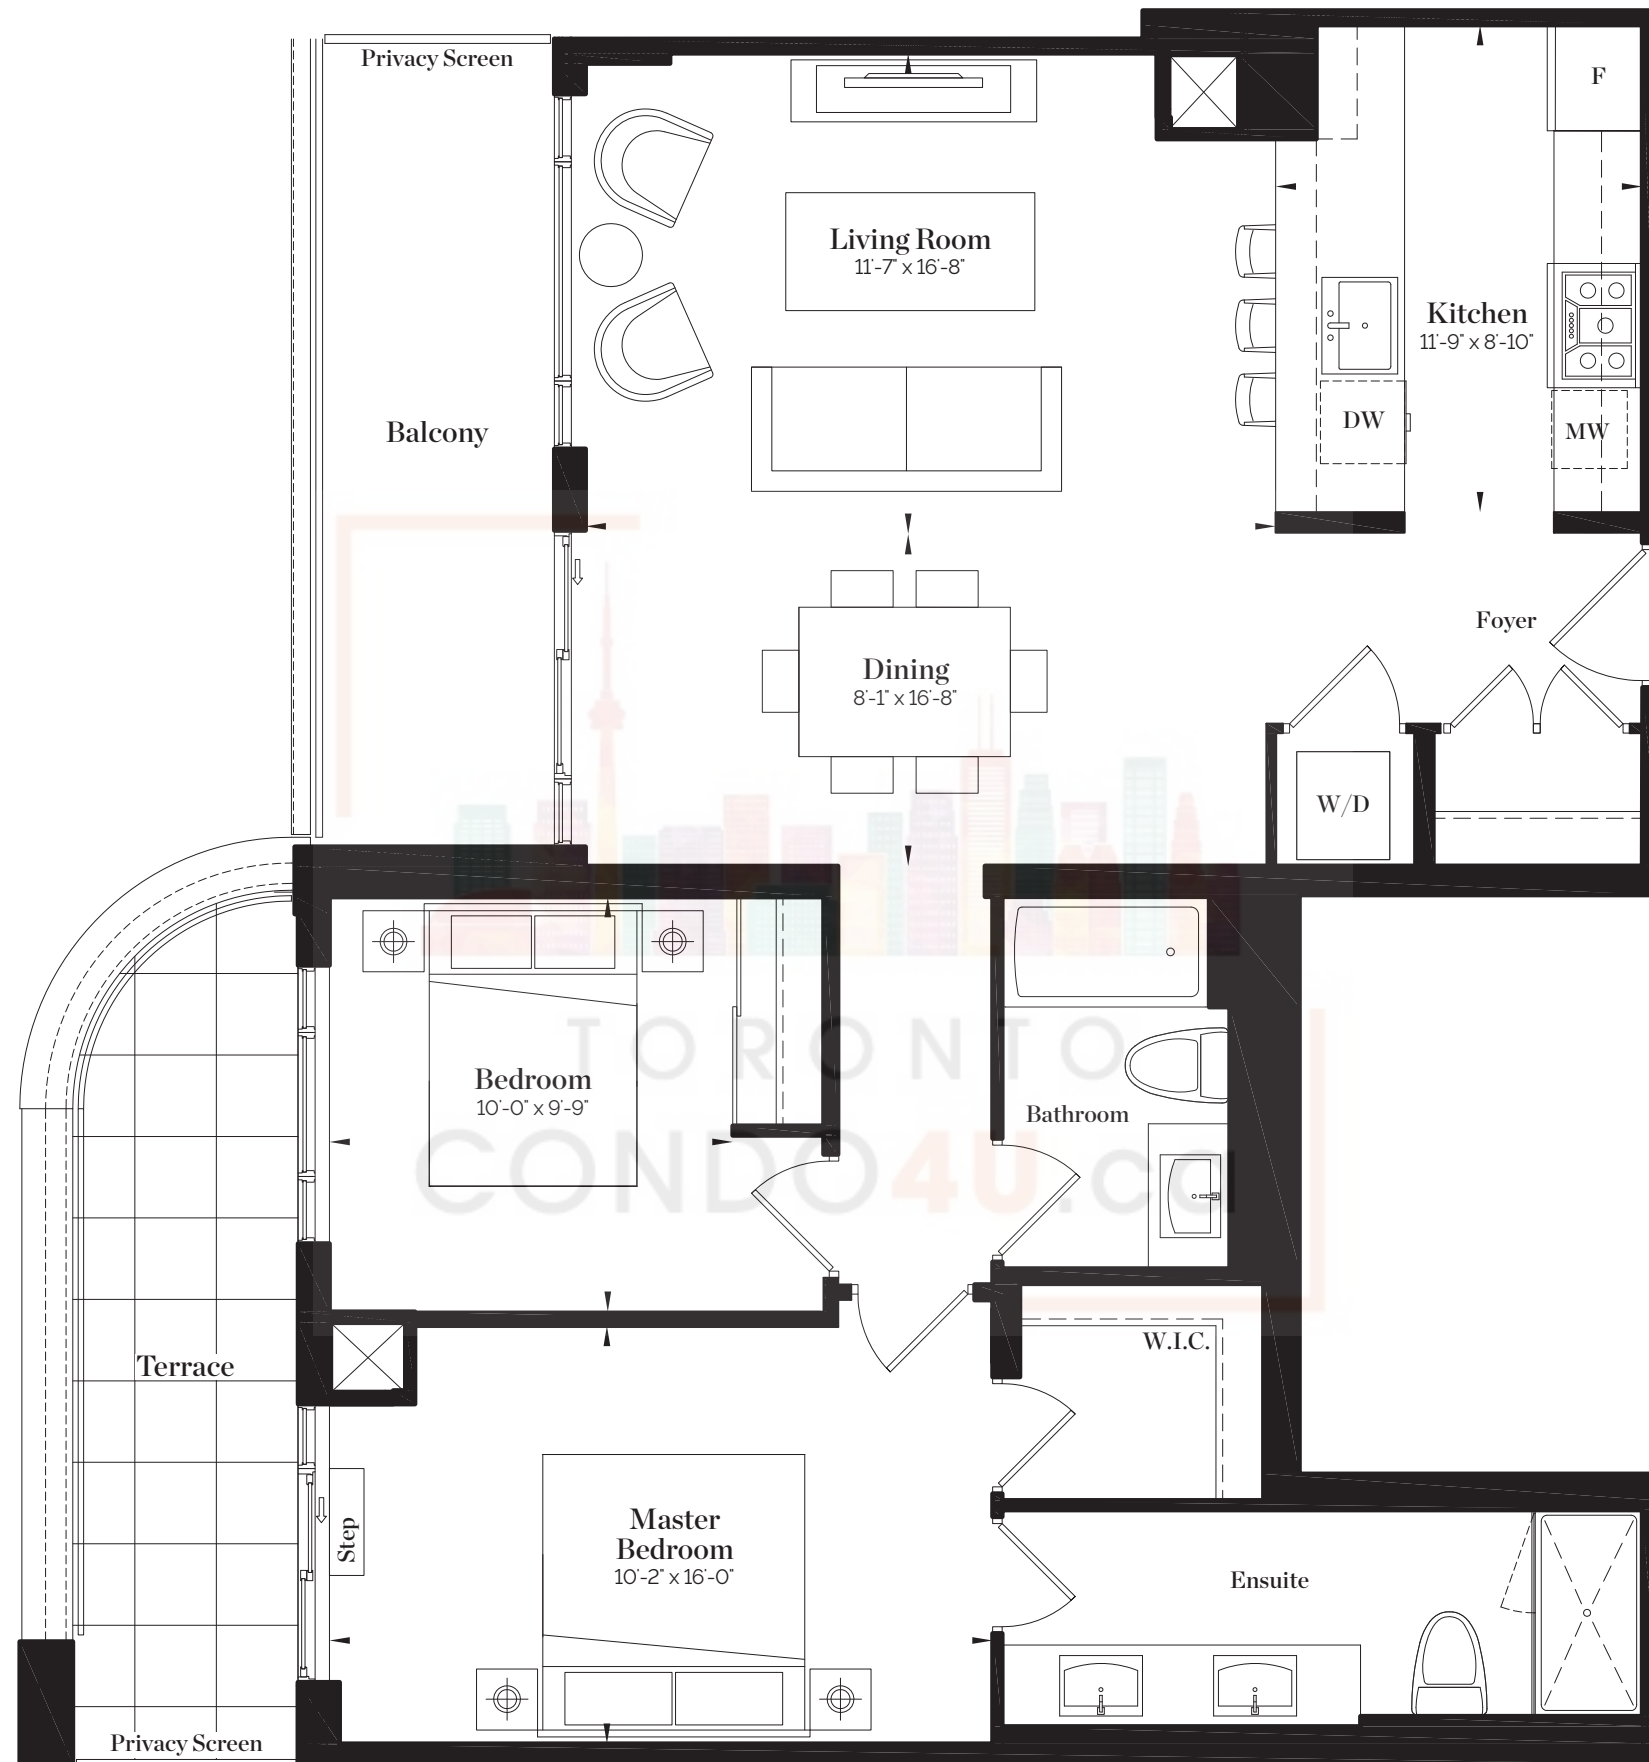 Privacy Screen
F
Living Room
11'-7" x 16'-8"
Kitchen
11'-9" x 8'-10"
DW
MW
Balcony
Foyer
Dining
8'-1" x 16'-8"
W/D
TORONTO
CONDO4U.ca
Bedroom
10'-0" x 9'-9"
Bathroom
W.I.C.
Terrace
Step
Master
Bedroom
10'-2" x 16'-0"
Ensuite
Privacy Screen